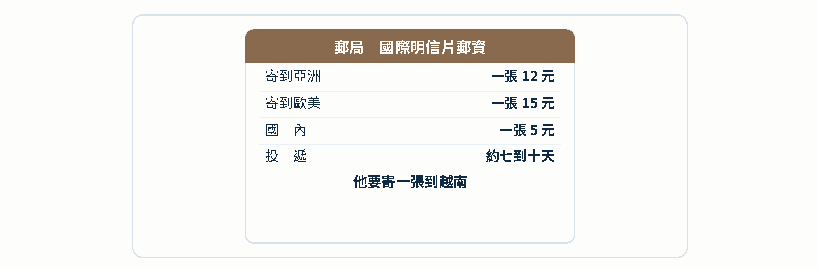 郵局　國際明信片郵資
寄到亞洲　一張 12 元
寄到歐美　一張 15 元
國　內　一張 5 元
投　遞　約七到十天
他要寄一張到越南